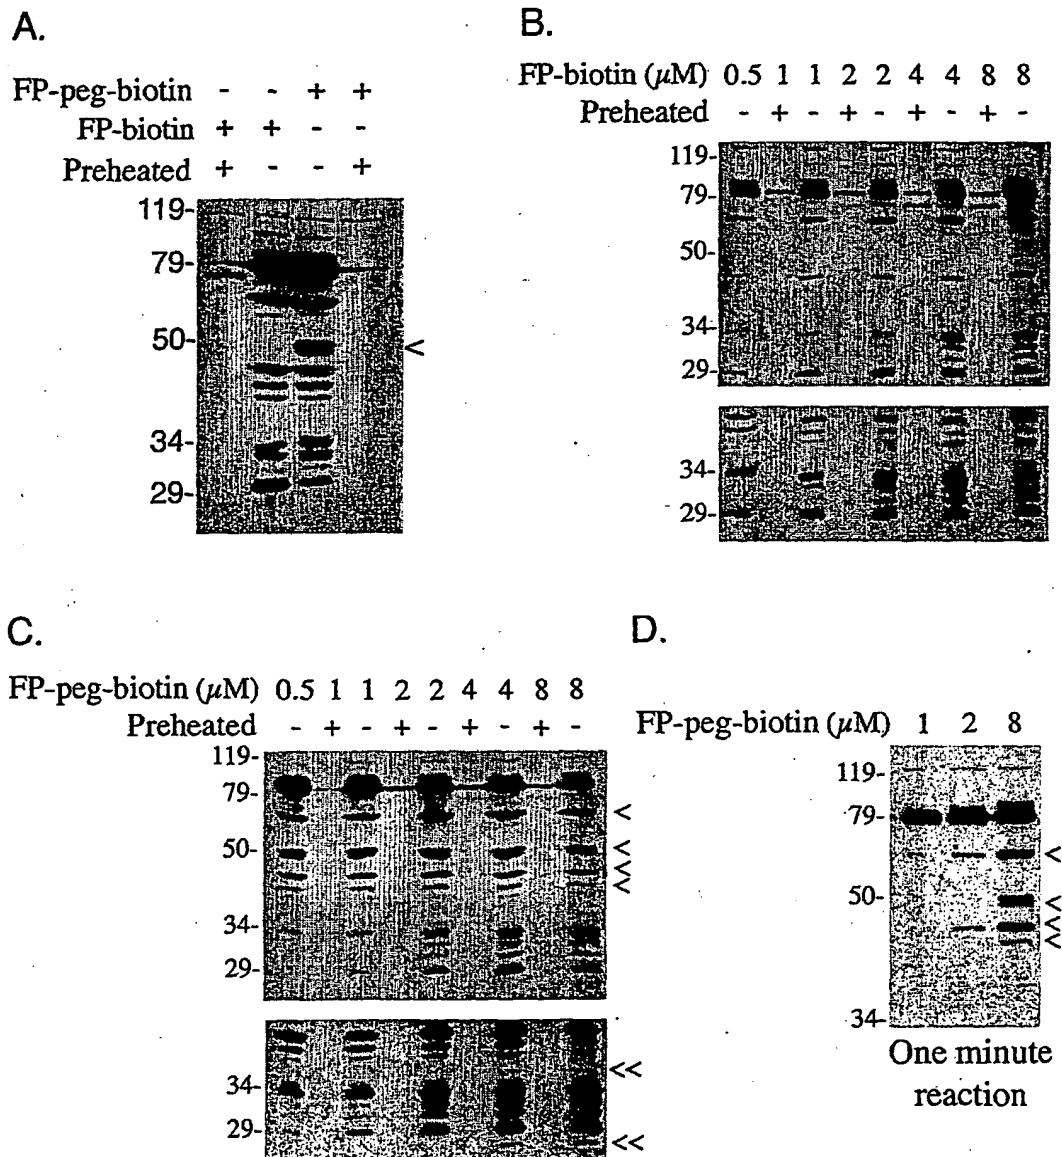 A.
FP-peg-biotin - - + +
FP-biotin + + - -
Preheated + - - +
119-
79-
50-
<
34-
29-
B.
FP-biotin (μM) 0.5 1 1 2 2 4 4 8 8
Preheated - + - + - + - + -
119-
79-
50-
34-
29-
34-
29-
C.
FP-peg-biotin (μM) 0.5 1 1 2 2 4 4 8 8
Preheated - + - + - + - + -
119-
79-
<
50-
<
<
<
34-
29-
<<
34-
29-
<<
D.
FP-peg-biotin (μM) 1 2 8
119-
79-
<
50-
<
<
<
34-
One minute
reaction